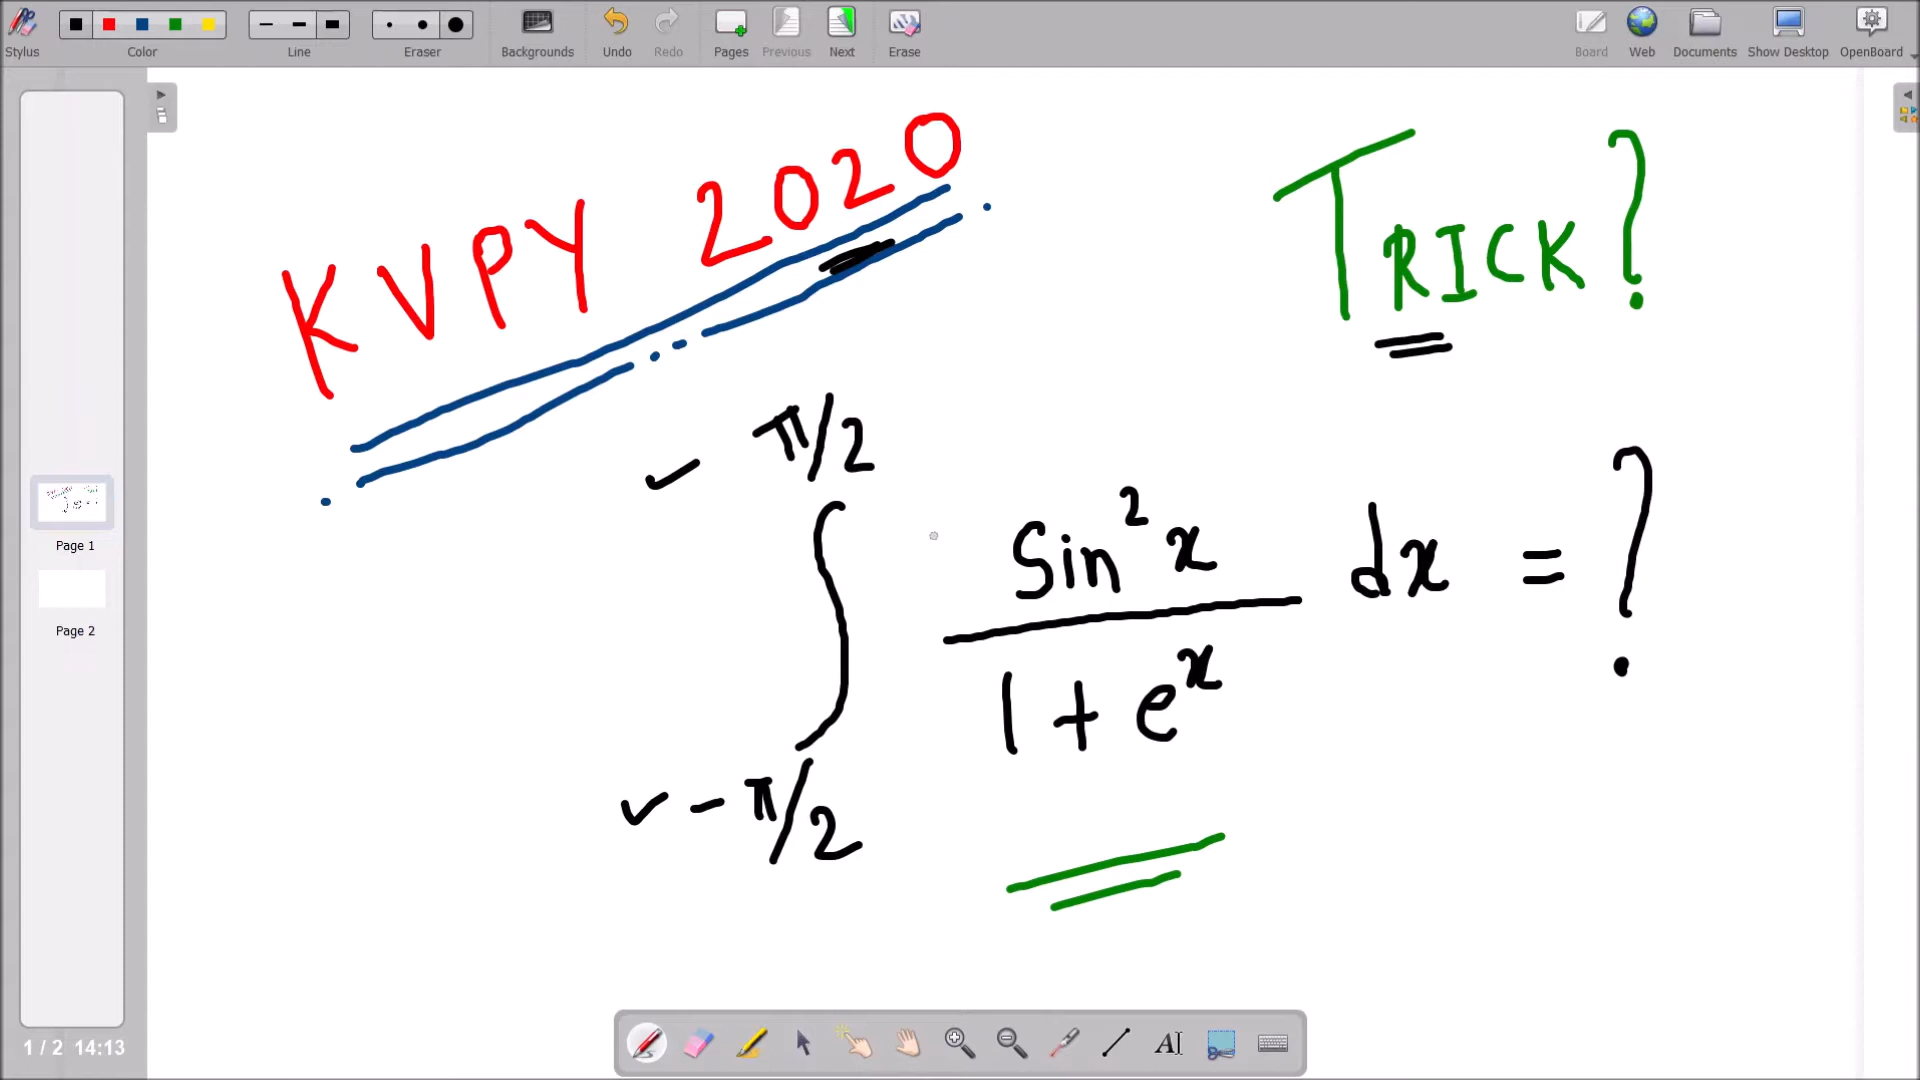 Stylus
Color
Line
Eraser
Backgrounds
Undo
Redo
Pages
Previous
Next
Erase
Board
Web
Documents
Show Desktop
OpenBoard
KVPY 2020
TRICK?
π/2
∫ sin²x / (1 + eˣ) dx = ?
-π/2
Page 1
Page 2
1 / 2 14:13
AI